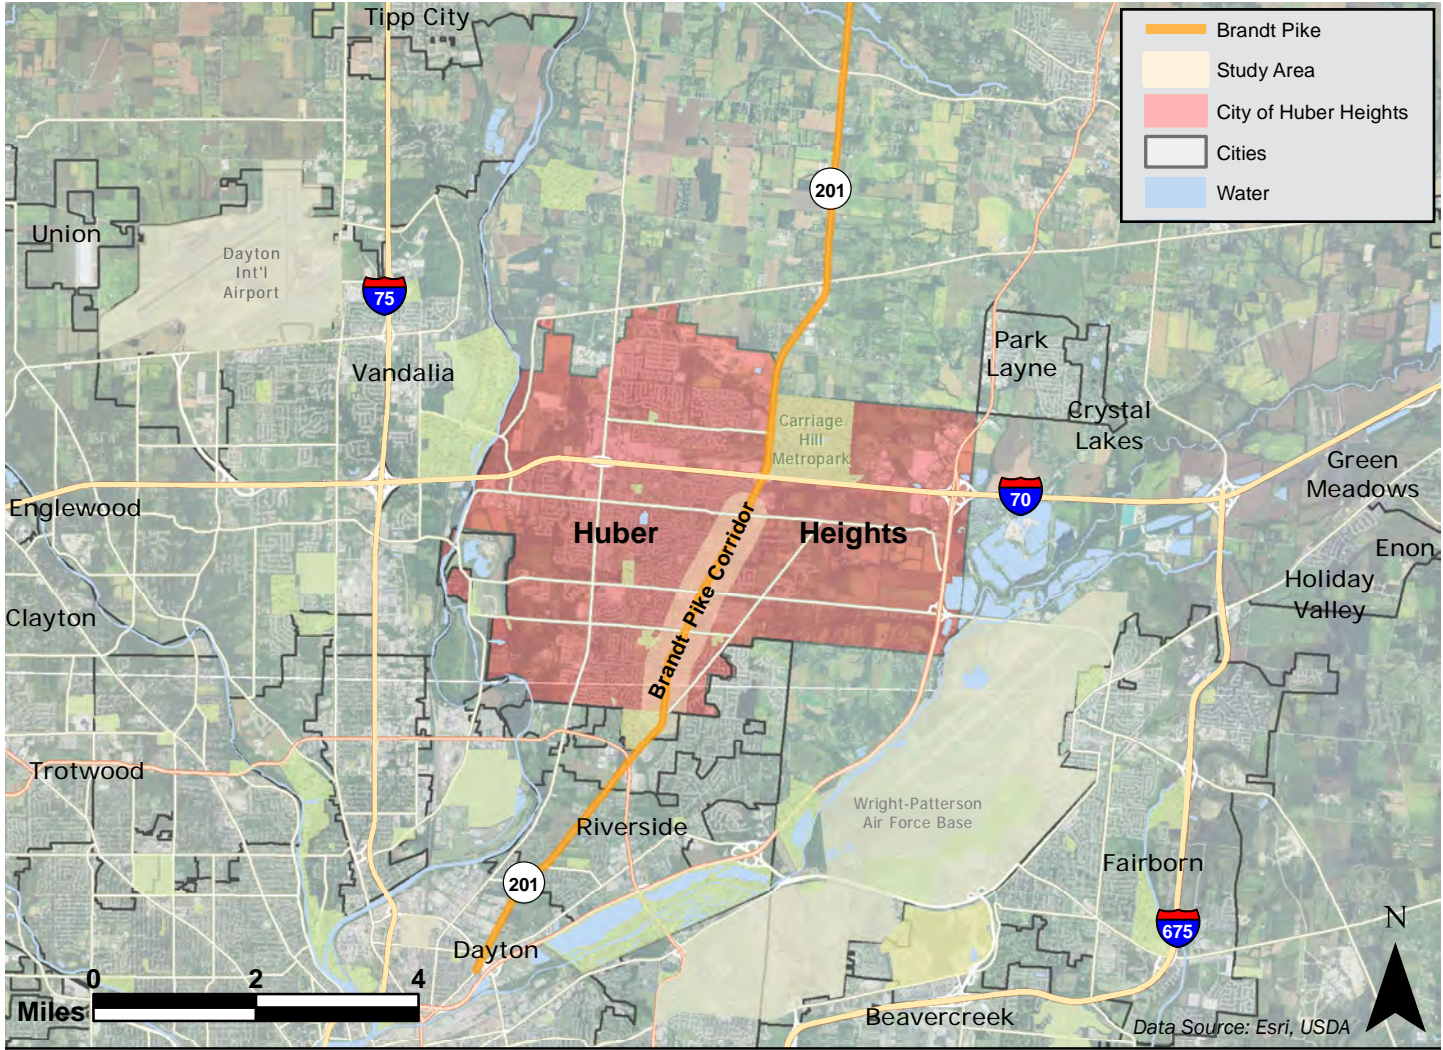 Tipp City
Brandt Pike
Study Area
City of Huber Heights
Cities
Water
201
Union
Dayton
Int'l
Airport
75
Park
Layne
Vandalia
Crystal
Lakes
Carriage
Hill
Metropark
Green
Meadows
70
Englewood
Huber
Heights
Enon
Holiday
Valley
Brandt Pike Corridor
Clayton
Trotwood
Wright-Patterson
Air Force Base
Riverside
Fairborn
201
675
N
Dayton
0 2 4
Miles
Beavercreek
Data Source: Esri, USDA